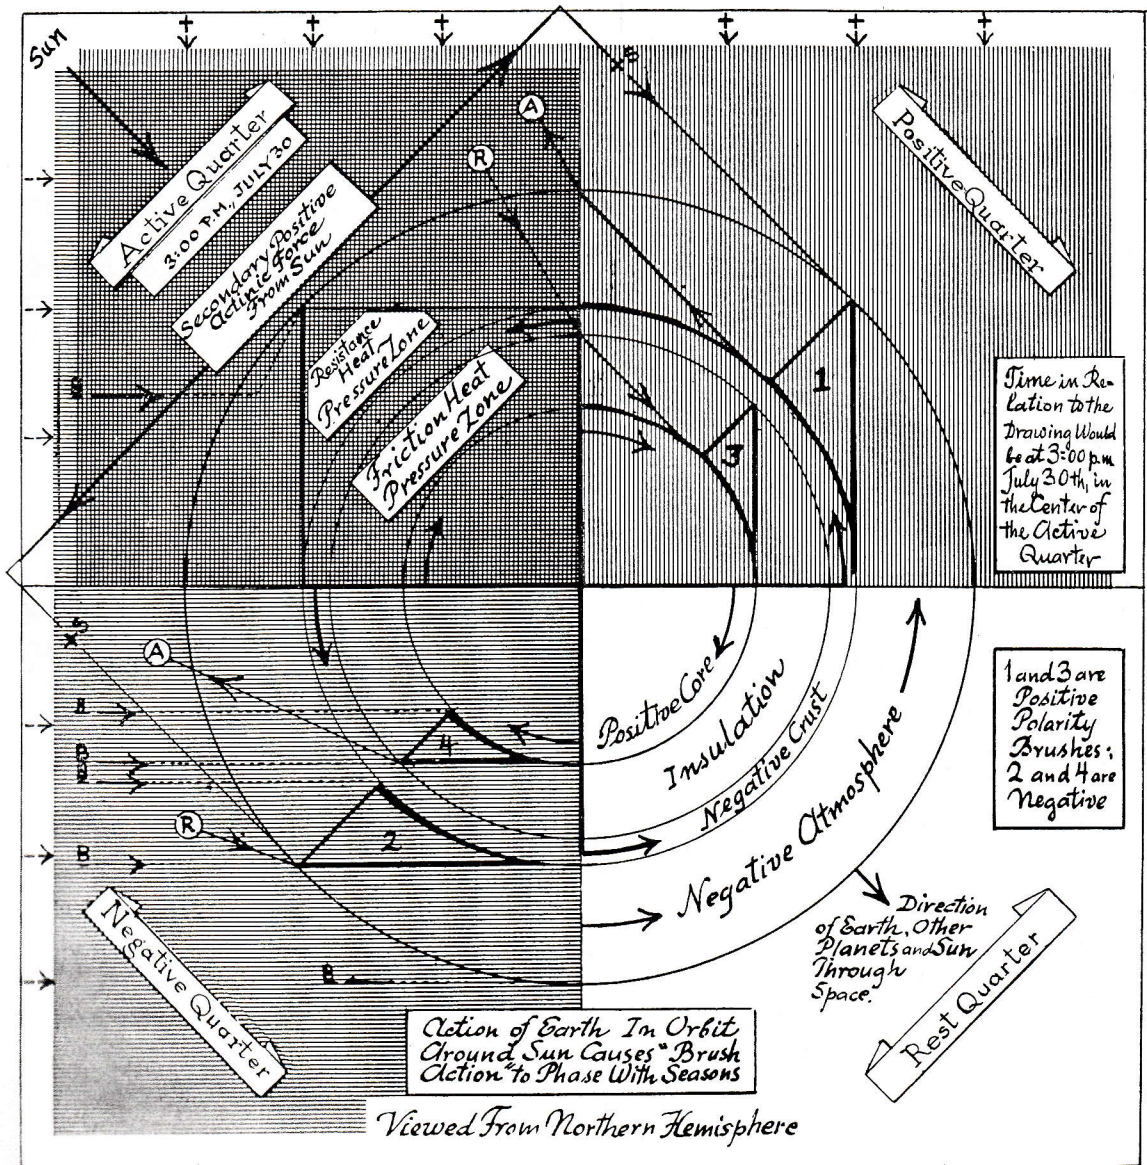 Sun
Active Quarter
3:00 P.M., JULY 30
Secondary Positive
Actinic Force
From Sun
Resistance
Heat
Pressure Zone
Friction Heat
Pressure Zone
A
R
S
Positive Quarter
1
3
Time in Re-
lation to the
Drawing Would
be at 3:00 p.m
July 30th, in
the Center of
the Active
Quarter
S
A
R
4
2
B
B
Negative Quarter
Positive Core
Insulation
Negative Crust
Negative Atmosphere
1 and 3 are
Positive
Polarity
Brushes;
2 and 4 are
Negative
Direction
of Earth, Other
Planets and Sun
Through
Space.
Rest Quarter
Action of Earth In Orbit
Around Sun Causes "Brush
Action" to Phase With Seasons
Viewed From Northern Hemisphere